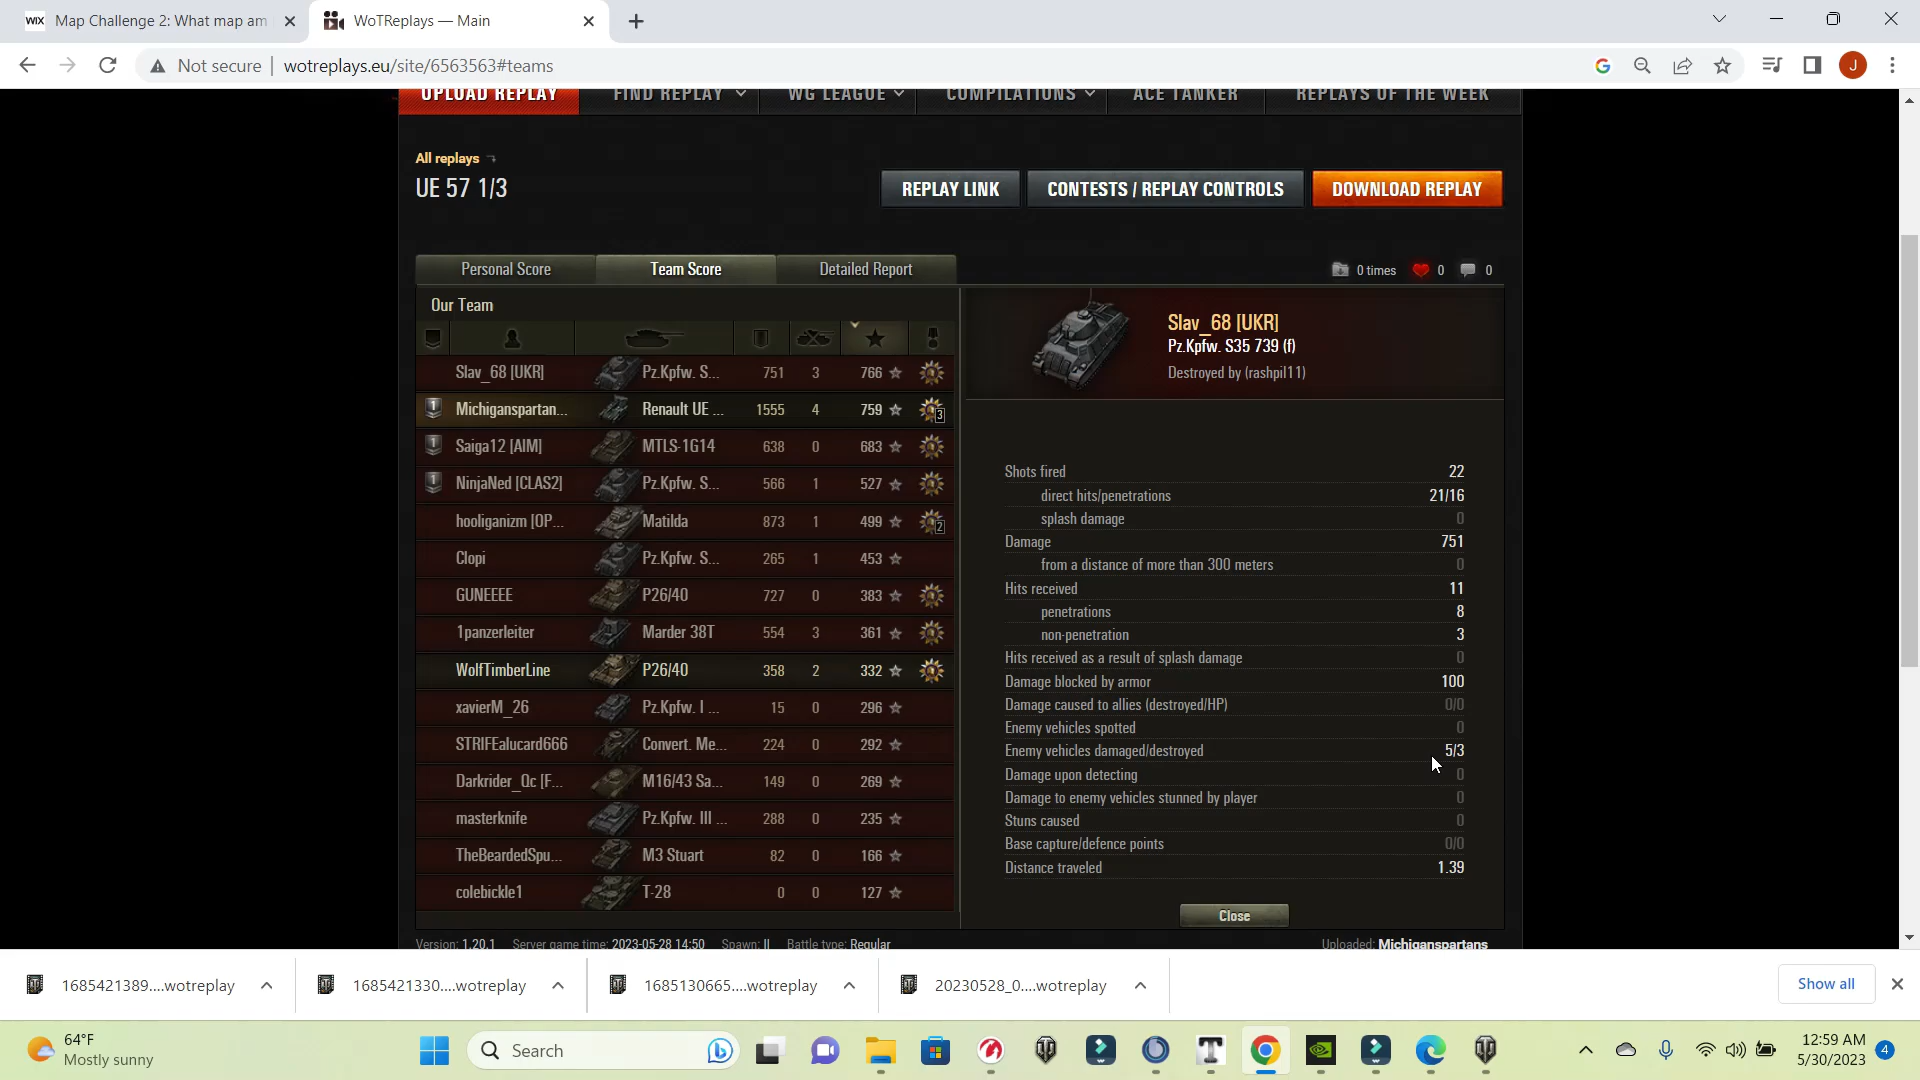 WIX Map Challenge 2: What map am
WoTReplays — Main
Not secure wotreplays.eu/site/6563563#teams
J
UPLOAD REPLAY FIND REPLAY WG LEAGUE COMPILATIONS ACE TANKER REPLAYS OF THE WEEK
All replays
UE 57 1/3
REPLAY LINK CONTESTS / REPLAY CONTROLS DOWNLOAD REPLAY
Personal Score Team Score Detailed Report
0 times 0 0
Our Team
Slav_68 [UKR] Pz.Kpfw. S... 751 3 766
1 Michiganspartan... Renault UE ... 1555 4 759 3
1 Saiga12 [AIM] MTLS-1G14 638 0 683
1 NinjaNed [CLAS2] Pz.Kpfw. S... 566 1 527
hooliganizm [OP... Matilda 873 1 499 2
Clopi Pz.Kpfw. S... 265 1 453
GUNEEEE P26/40 727 0 383
1panzerleiter Marder 38T 554 3 361
WolfTimberLine P26/40 358 2 332
xavierM_26 Pz.Kpfw. I ... 15 0 296
STRIFEalucard666 Convert. Me... 224 0 292
Darkrider_Qc [F... M16/43 Sa... 149 0 269
masterknife Pz.Kpfw. III ... 288 0 235
TheBeardedSpu... M3 Stuart 82 0 166
colebickle1 T-28 0 0 127
Slav_68 [UKR]
Pz.Kpfw. S35 739 (f)
Destroyed by (rashpil11)
Shots fired 22
direct hits/penetrations 21/16
splash damage 0
Damage 751
from a distance of more than 300 meters 0
Hits received 11
penetrations 8
non-penetration 3
Hits received as a result of splash damage 0
Damage blocked by armor 100
Damage caused to allies (destroyed/HP) 0/0
Enemy vehicles spotted 0
Enemy vehicles damaged/destroyed 5/3
Damage upon detecting 0
Damage to enemy vehicles stunned by player 0
Stuns caused 0
Base capture/defence points 0/0
Distance traveled 1.39
Close
Version: 1.20.1 Server game time: 2023-05-28 14:50 Spawn: II Battle type: Regular Uploaded: Michiganspartans
1685421389....wotreplay
1685421330....wotreplay
1685130665....wotreplay
20230528_0....wotreplay
Show all
64°F
Mostly sunny
Search
12:59 AM
5/30/2023
4